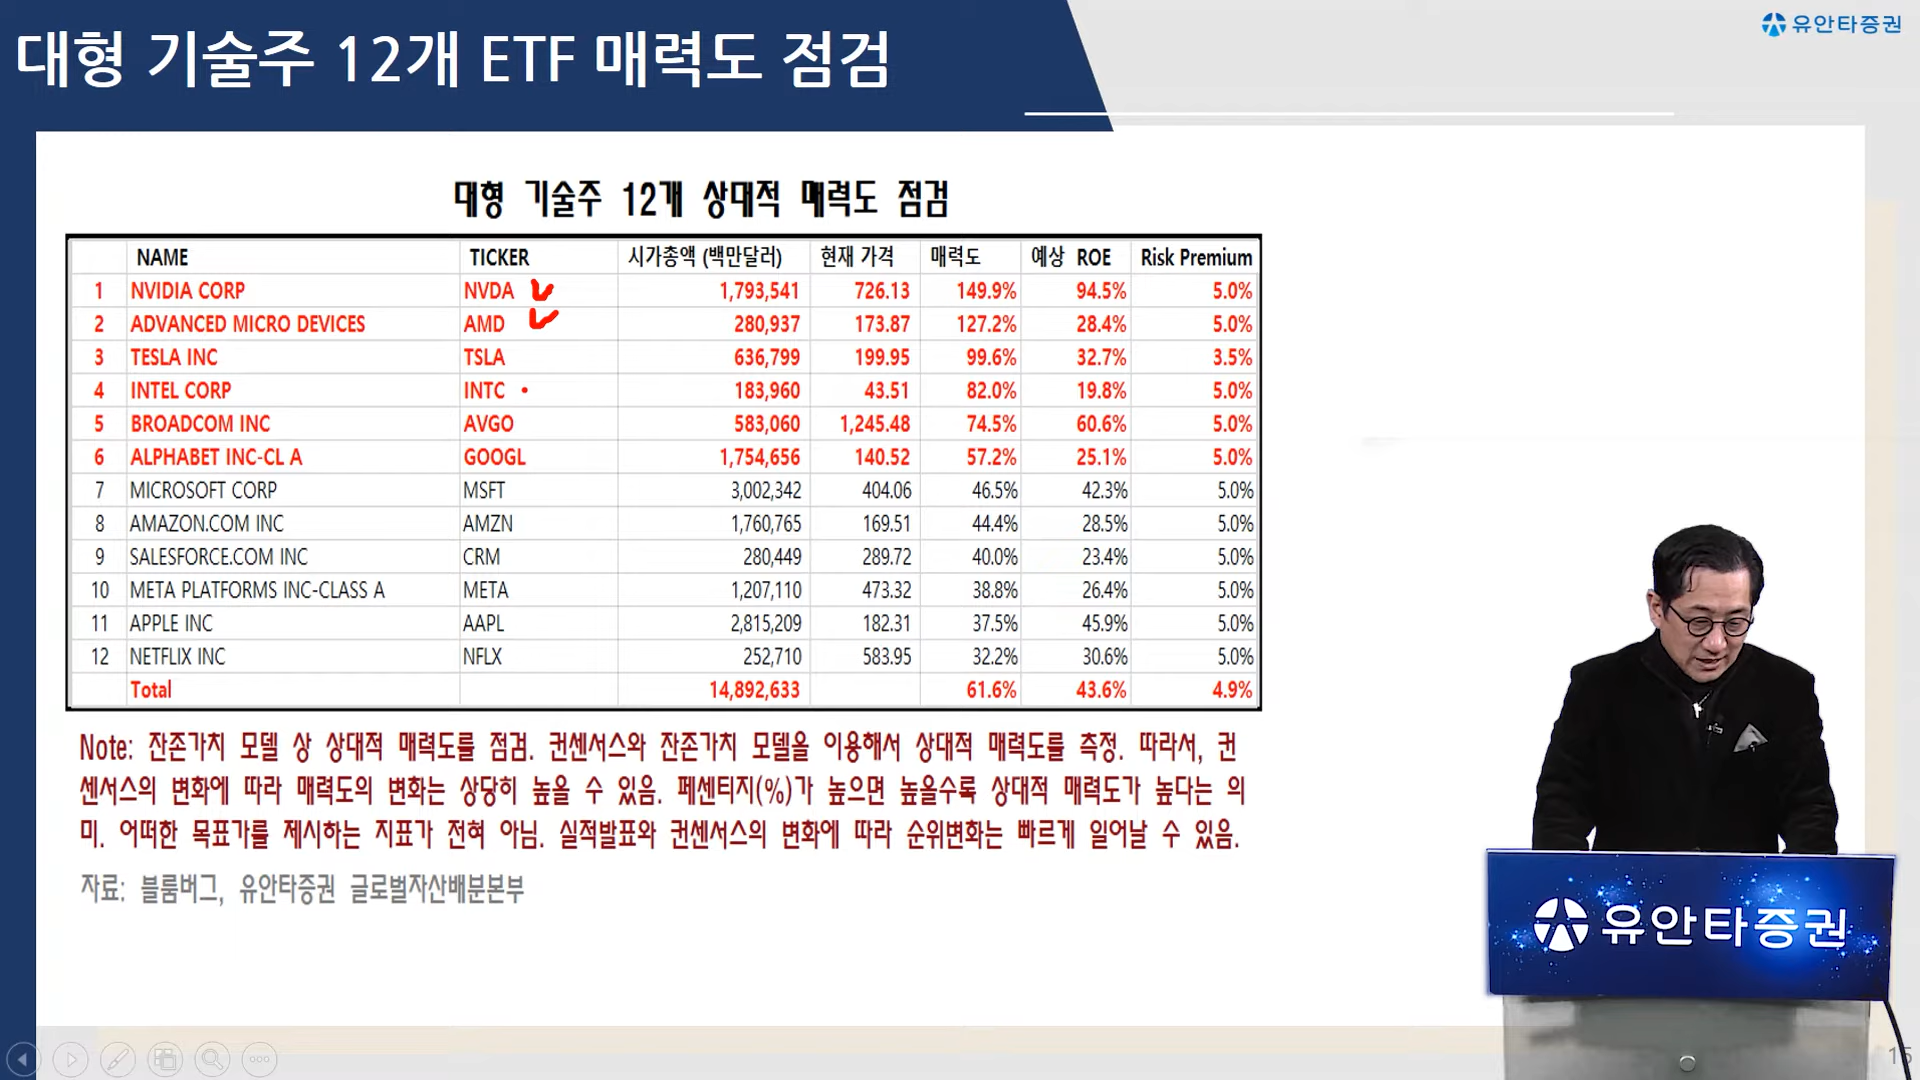 대형 기술주 12개 ETF 매력도 점검
유안타증권
대형 기술주 12개 상대적 매력도 점검
NAME TICKER 시가총액 (백만달러) 현재 가격 매력도 예상 ROE Risk Premium
1 NVIDIA CORP NVDA 1,793,541 726.13 149.9% 94.5% 5.0%
2 ADVANCED MICRO DEVICES AMD 280,937 173.87 127.2% 28.4% 5.0%
3 TESLA INC TSLA 636,799 199.95 99.6% 32.7% 3.5%
4 INTEL CORP INTC 183,960 43.51 82.0% 19.8% 5.0%
5 BROADCOM INC AVGO 583,060 1,245.48 74.5% 60.6% 5.0%
6 ALPHABET INC-CL A GOOGL 1,754,656 140.52 57.2% 25.1% 5.0%
7 MICROSOFT CORP MSFT 3,002,342 404.06 46.5% 42.3% 5.0%
8 AMAZON.COM INC AMZN 1,760,765 169.51 44.4% 28.5% 5.0%
9 SALESFORCE.COM INC CRM 280,449 289.72 40.0% 23.4% 5.0%
10 META PLATFORMS INC-CLASS A META 1,207,110 473.32 38.8% 26.4% 5.0%
11 APPLE INC AAPL 2,815,209 182.31 37.5% 45.9% 5.0%
12 NETFLIX INC NFLX 252,710 583.95 32.2% 30.6% 5.0%
Total 14,892,633 61.6% 43.6% 4.9%
Note: 잔존가치 모델 상 상대적 매력도를 점검. 컨센서스와 잔존가치 모델을 이용해서 상대적 매력도를 측정. 따라서, 컨
센서스의 변화에 따라 매력도의 변화는 상당히 높을 수 있음. 페센티지(%)가 높으면 높을수록 상대적 매력도가 높다는 의
미. 어떠한 목표가를 제시하는 지표가 전혀 아님. 실적발표와 컨센서스의 변화에 따라 순위변화는 빠르게 일어날 수 있음.
자료: 블룸버그, 유안타증권 글로벌자산배분본부
유안타증권
15